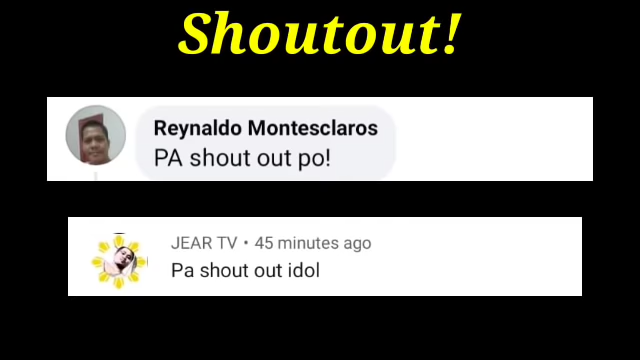 Shoutout!
Reynaldo Montesclaros
PA shout out po!
JEAR TV • 45 minutes ago
Pa shout out idol